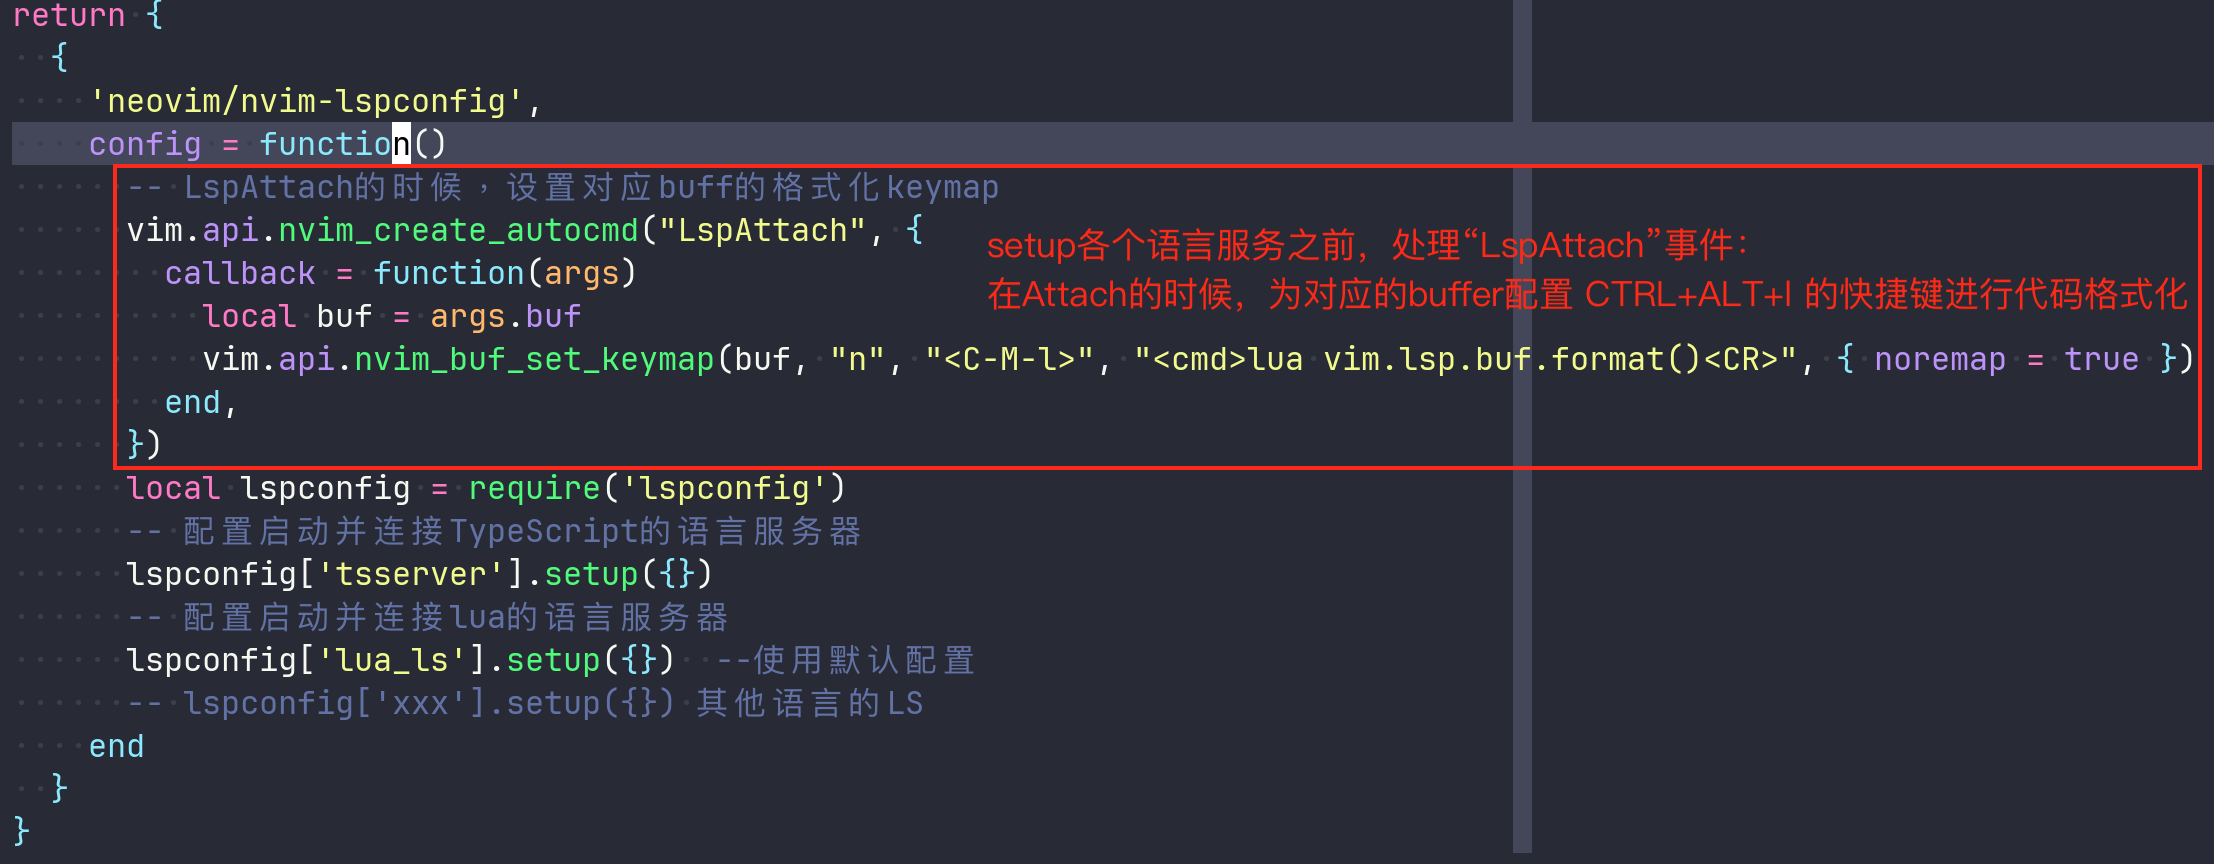 return {
  {
    'neovim/nvim-lspconfig',
    config = function()
      -- LspAttach的时候，设置对应buff的格式化keymap
      vim.api.nvim_create_autocmd("LspAttach", {
setup各个语言服务之前，处理“LspAttach”事件：
        callback = function(args)
在Attach的时候，为对应的buffer配置 CTRL+ALT+l 的快捷键进行代码格式化
          local buf = args.buf
          vim.api.nvim_buf_set_keymap(buf, "n", "<C-M-l>", "<cmd>lua vim.lsp.buf.format()<CR>", { noremap = true })
        end,
      })
      local lspconfig = require('lspconfig')
      -- 配置启动并连接TypeScript的语言服务器
      lspconfig['tsserver'].setup({})
      -- 配置启动并连接lua的语言服务器
      lspconfig['lua_ls'].setup({})  --使用默认配置
      -- lspconfig['xxx'].setup({}) 其他语言的LS
    end
  }
}